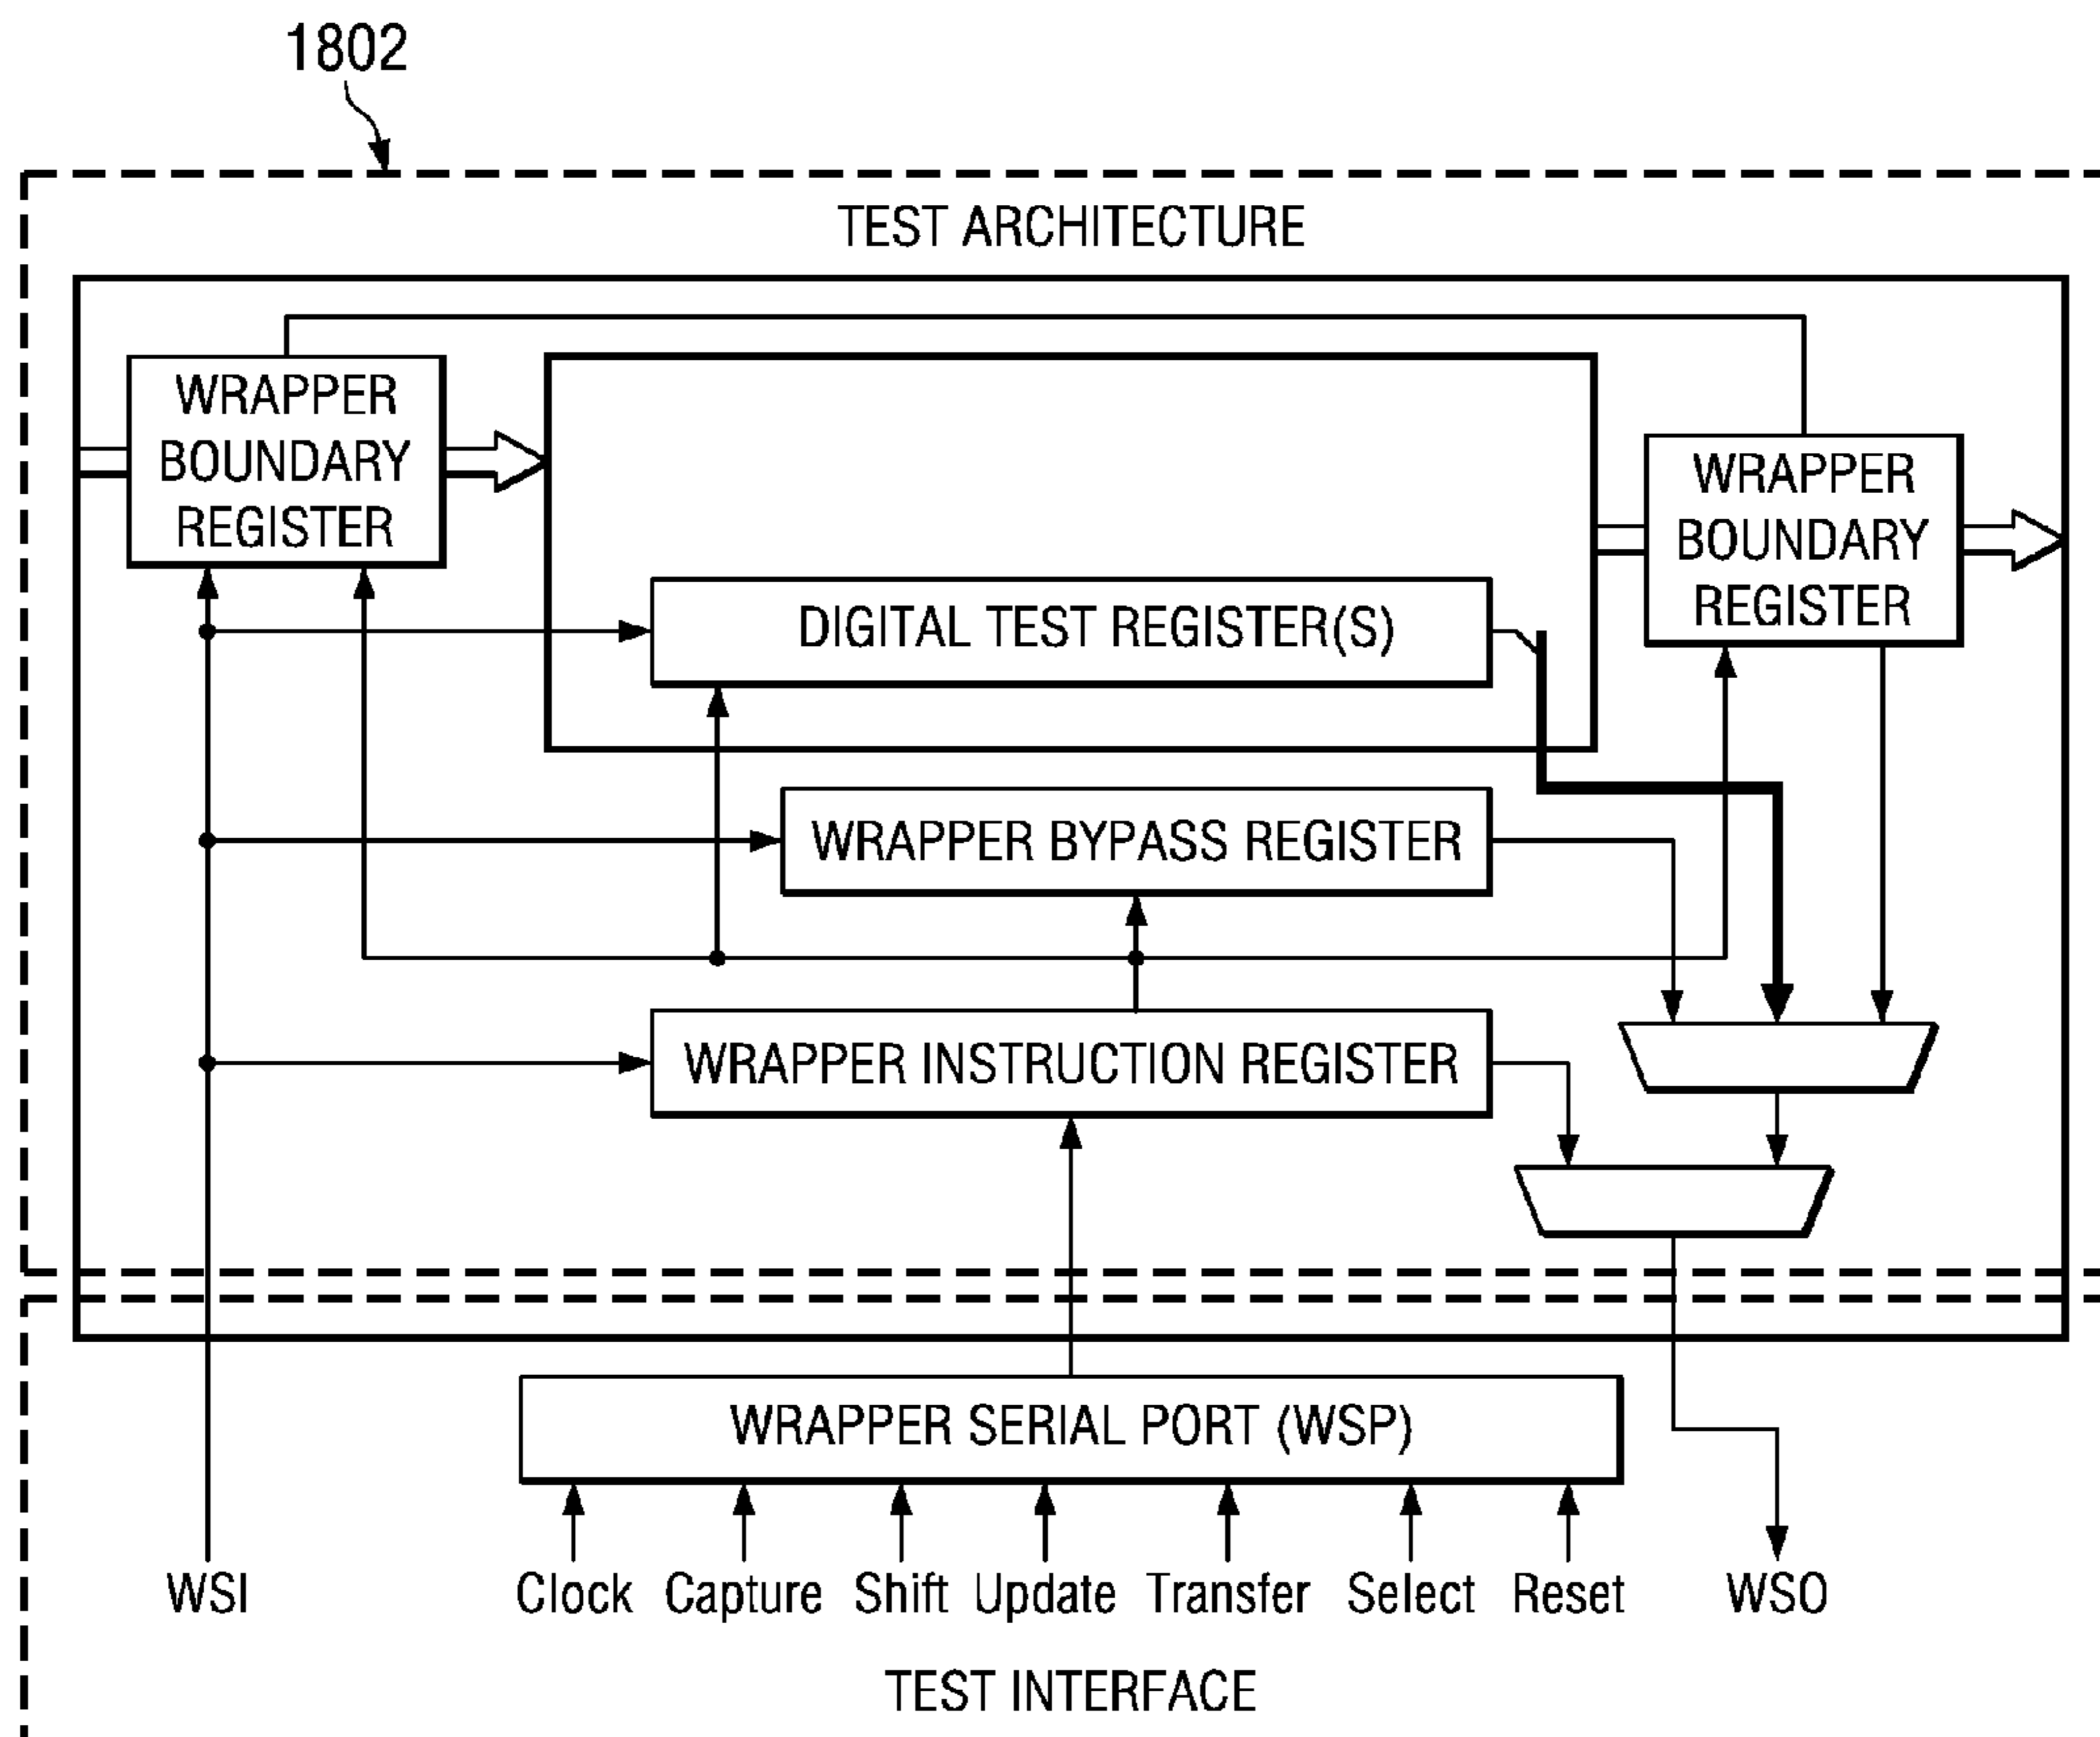 1802
TEST ARCHITECTURE
WRAPPER
BOUNDARY
REGISTER
WRAPPER
BOUNDARY
REGISTER
DIGITAL TEST REGISTER(S)
WRAPPER BYPASS REGISTER
WRAPPER INSTRUCTION REGISTER
WRAPPER SERIAL PORT (WSP)
WSI
Clock
Capture
Shift
Update
Transfer
Select
Reset
WSO
TEST INTERFACE